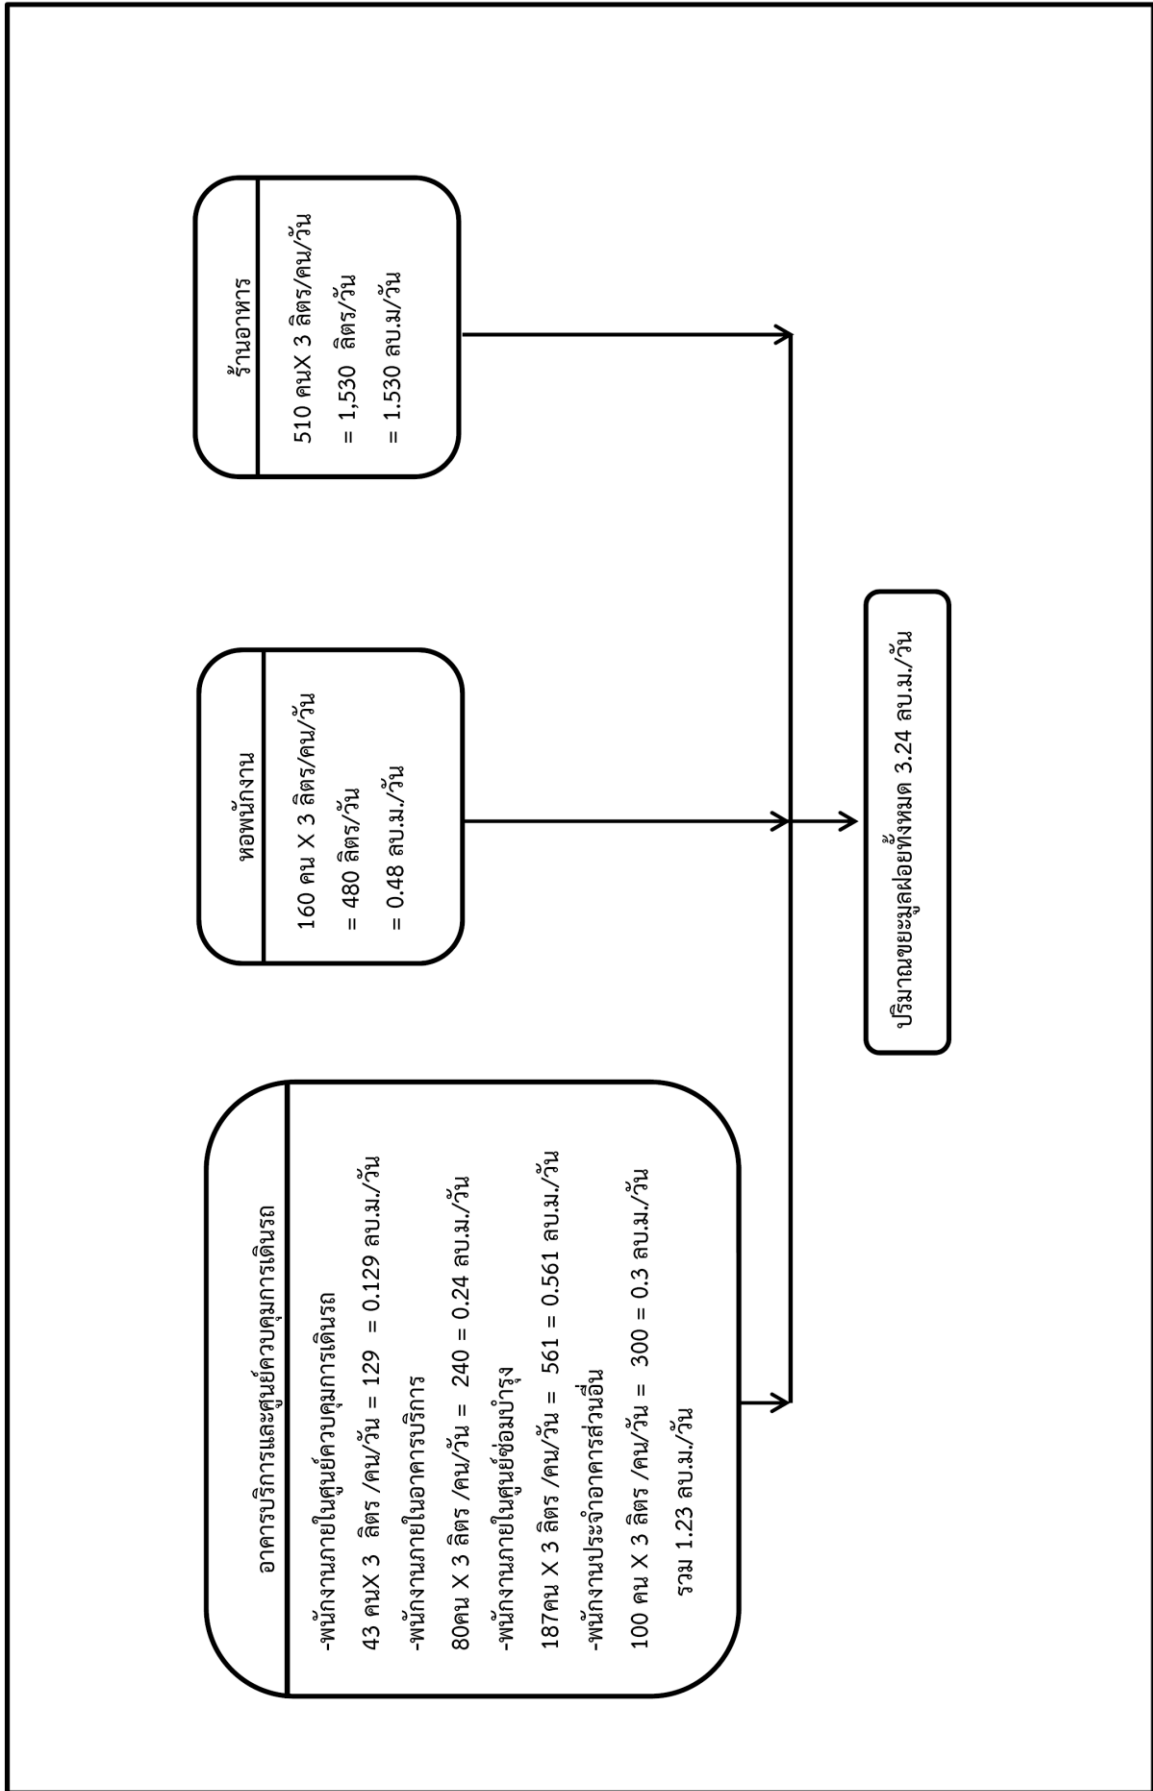 อาคารบริการและศูนย์ควบคุมการเดินรถ
-พนักงานภายในศูนย์ควบคุมการเดินรถ
43 คนX 3 ลิตร /คน/วัน = 129 = 0.129 ลบ.ม./วัน
-พนักงานภายในอาคารบริการ
80คน X 3 ลิตร /คน/วัน = 240 = 0.24 ลบ.ม./วัน
-พนักงานภายในศูนย์ซ่อมบำรุง
187คน X 3 ลิตร /คน/วัน = 561 = 0.561 ลบ.ม./วัน
-พนักงานประจำอาคารส่วนอื่น
100 คน X 3 ลิตร /คน/วัน = 300 = 0.3 ลบ.ม./วัน
รวม 1.23 ลบ.ม./วัน
หอพนักงาน
160 คน X 3 ลิตร/คน/วัน
= 480 ลิตร/วัน
= 0.48 ลบ.ม./วัน
ร้านอาหาร
510 คนX 3 ลิตร/คน/วัน
= 1,530 ลิตร/วัน
= 1.530 ลบ.ม/วัน
ปริมาณขยะมูลฝอยทั้งหมด 3.24 ลบ.ม./วัน